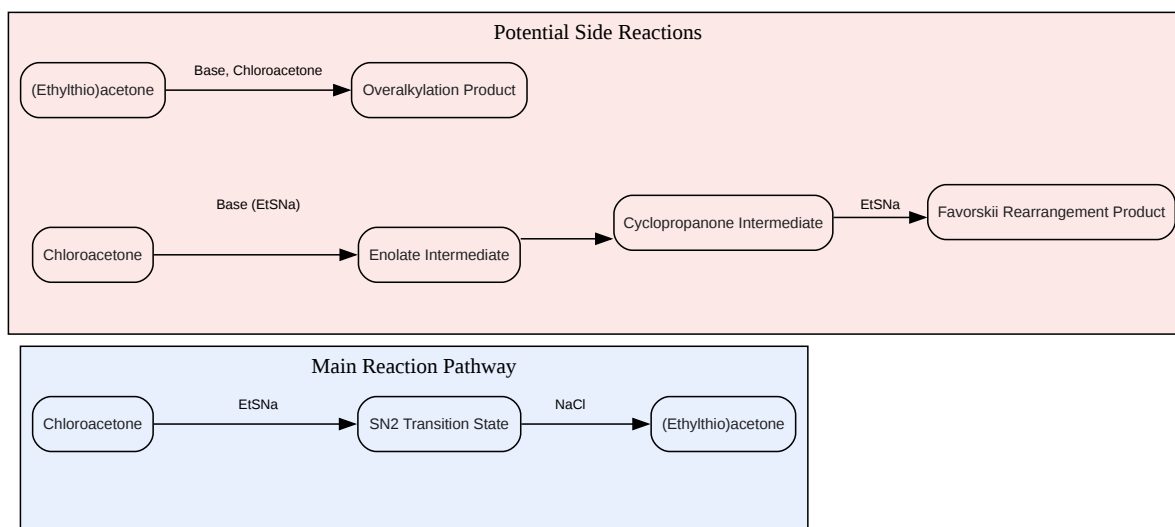 Potential Side Reactions
(Ethylthio)acetone
Base, Chloroacetone
Overalkylation Product
Chloroacetone
Base (EtSNa)
Enolate Intermediate
Cyclopropanone Intermediate
EtSNa
Favorskii Rearrangement Product
Main Reaction Pathway
Chloroacetone
EtSNa
SN2 Transition State
NaCl
(Ethylthio)acetone